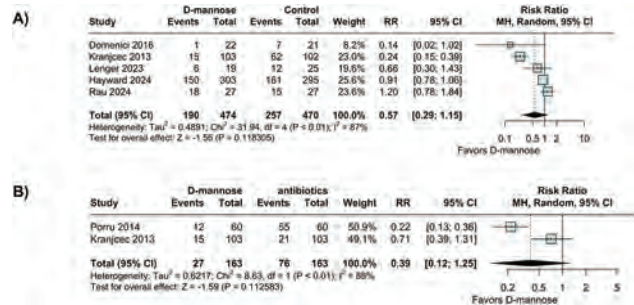 A)
D-mannose Control Risk Ratio
Study Events Total Events Total Weight RR [95% CI] MH, Random, 95% CI
Domenici 2016 1 22 7 21 8.2% 0.14 [0.02; 1.02]
Kranjcec 2013 15 103 62 102 0.24 [0.15; 0.39]
Lenger 2023 6 19 12 25 0.66 [0.30; 1.43]
Hayward 2024 150 303 161 295 0.91 [0.78; 1.06]
Rau 2024 18 27 15 27 1.20 [0.78; 1.84]
Total (95% CI) 190 474 257 470 100.0% 0.57 [0.29; 1.15]
Heterogeneity: Tau² = 0.4891; Chi² = 31.94, df = 4 (P < 0.01); I² = 87%
Test for overall effect: Z = -1.56 (P = 0.118305)
0.1 0.5 1 2 10
Favors D-mannose
B)
D-mannose antibiotics Risk Ratio
Study Events Total Events Total Weight RR [95% CI] MH, Random, 95% CI
Porru 2014 12 60 55 60 50.9% 0.22 [0.13; 0.36]
Kranjcec 2013 15 103 21 103 49.1% 0.71 [0.39; 1.31]
Total (95% CI) 27 163 76 163 100.0% 0.39 [0.12; 1.25]
Heterogeneity: Tau² = 0.6217; Chi² = 8.63, df = 1 (P < 0.01); I² = 88%
Test for overall effect: Z = -1.59 (P = 0.112583)
0.2 0.5 1 2
Favors D-mannose